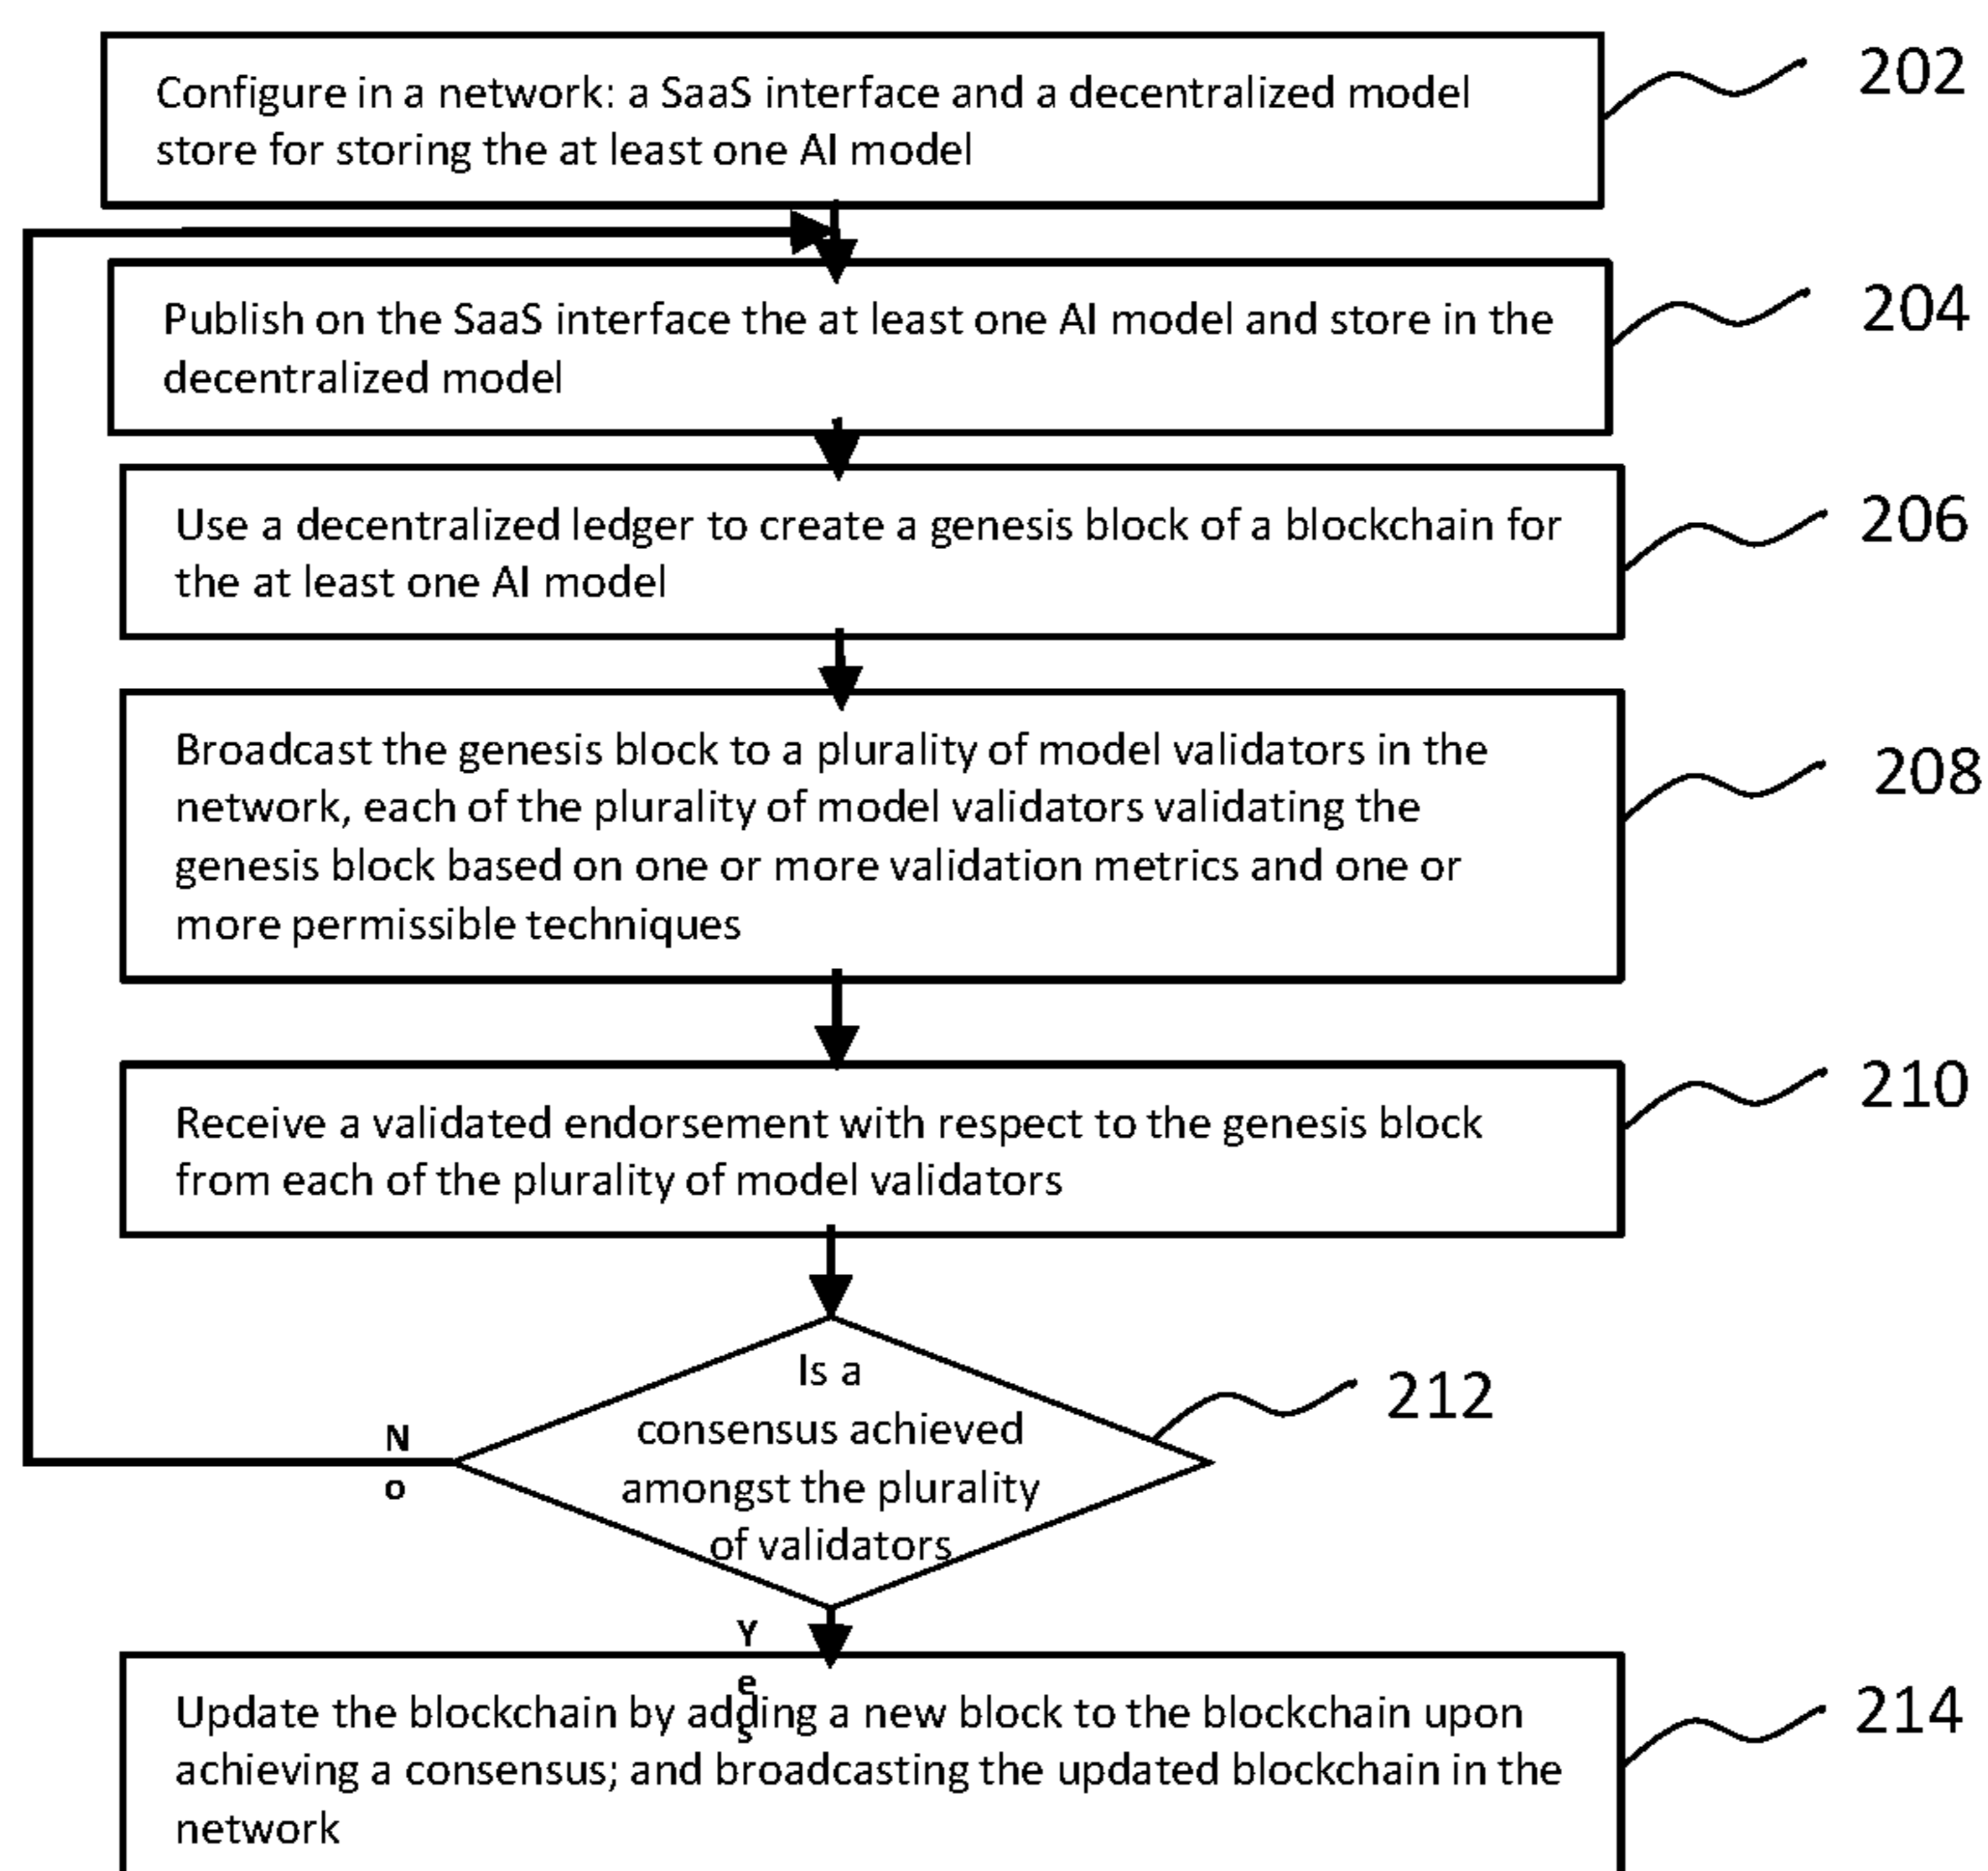 Configure in a network: a SaaS interface and a decentralized model
store for storing the at least one AI model
202
Publish on the SaaS interface the at least one AI model and store in the
decentralized model
204
Use a decentralized ledger to create a genesis block of a blockchain for
the at least one AI model
206
Broadcast the genesis block to a plurality of model validators in the
network, each of the plurality of model validators validating the
genesis block based on one or more validation metrics and one or
more permissible techniques
208
Receive a validated endorsement with respect to the genesis block
from each of the plurality of model validators
210
Is a
consensus achieved
amongst the plurality
of validators
212
No
Yes
Update the blockchain by adding a new block to the blockchain upon
achieving a consensus; and broadcasting the updated blockchain in the
network
214